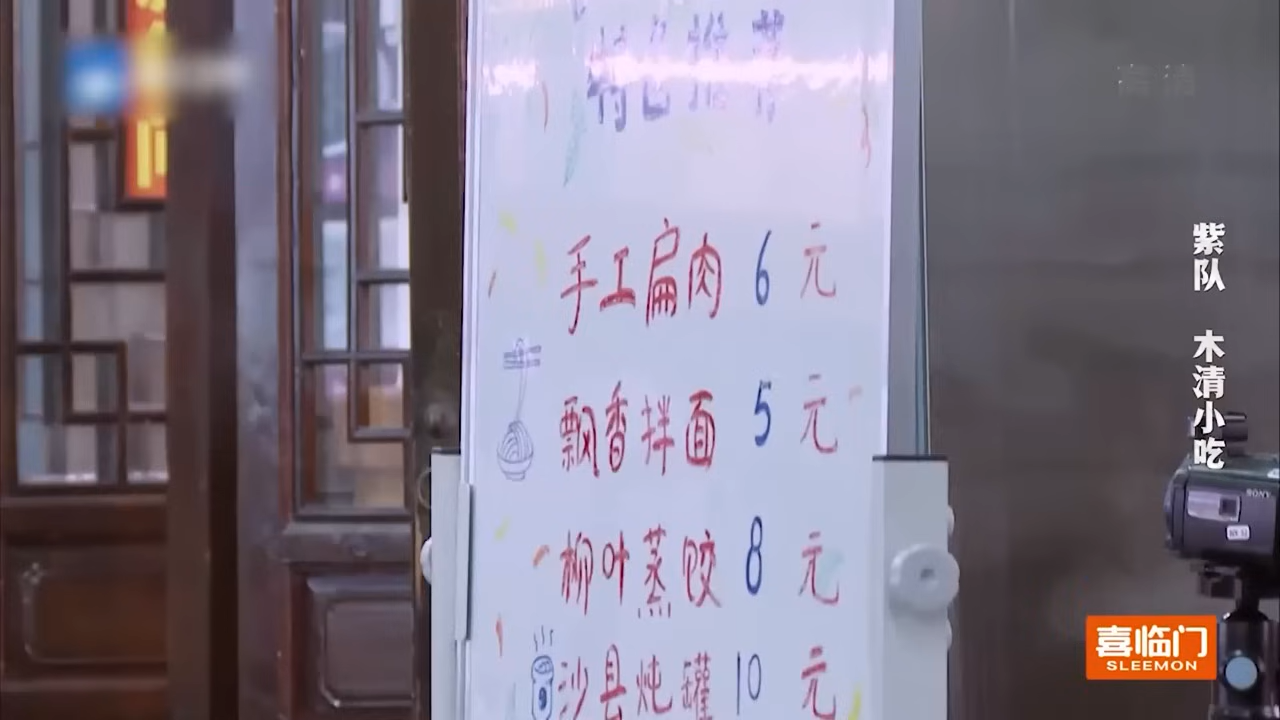 特色推荐
手工扁肉 6 元
飘香拌面 5 元
柳叶蒸饺 8 元
沙县炖罐 10 元
紫队 木清小吃
SONY
喜临门
SLEEMON